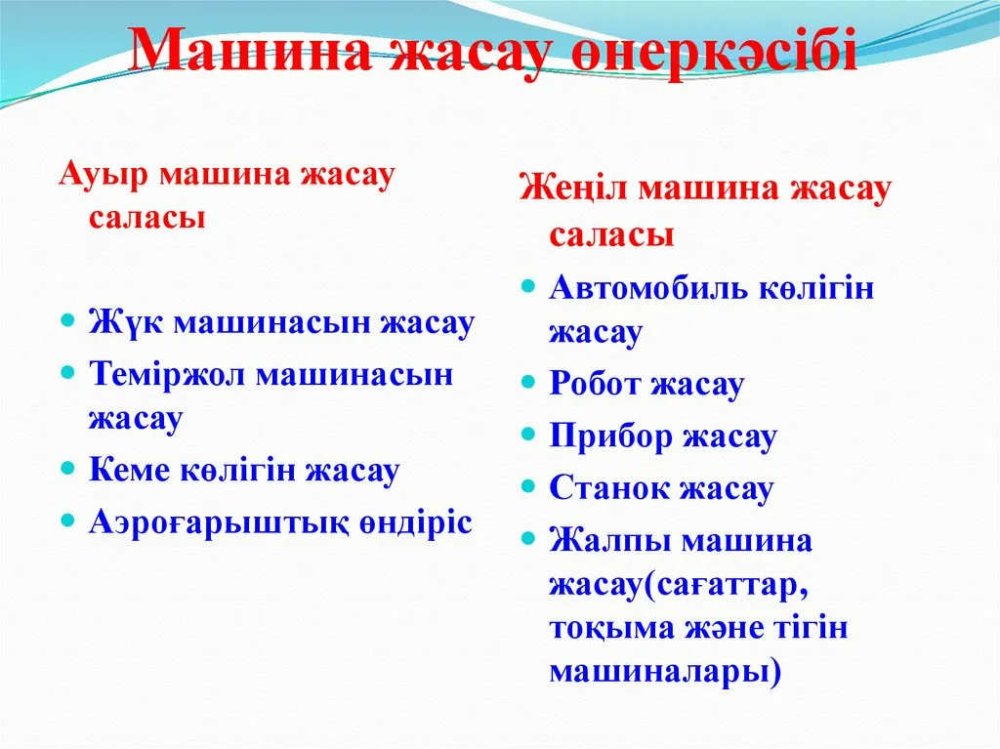 Машина жасау өнеркәсібі
Ауыр машина жасау
саласы
• Жүк машинасын жасау
• Теміржол машинасын
жасау
• Кеме көлігін жасау
• Аэроғарыштық өндіріс
Жеңіл машина жасау
саласы
• Автомобиль көлігін
жасау
• Робот жасау
• Прибор жасау
• Станок жасау
• Жалпы машина
жасау(сағаттар,
тоқыма және тігін
машиналары)